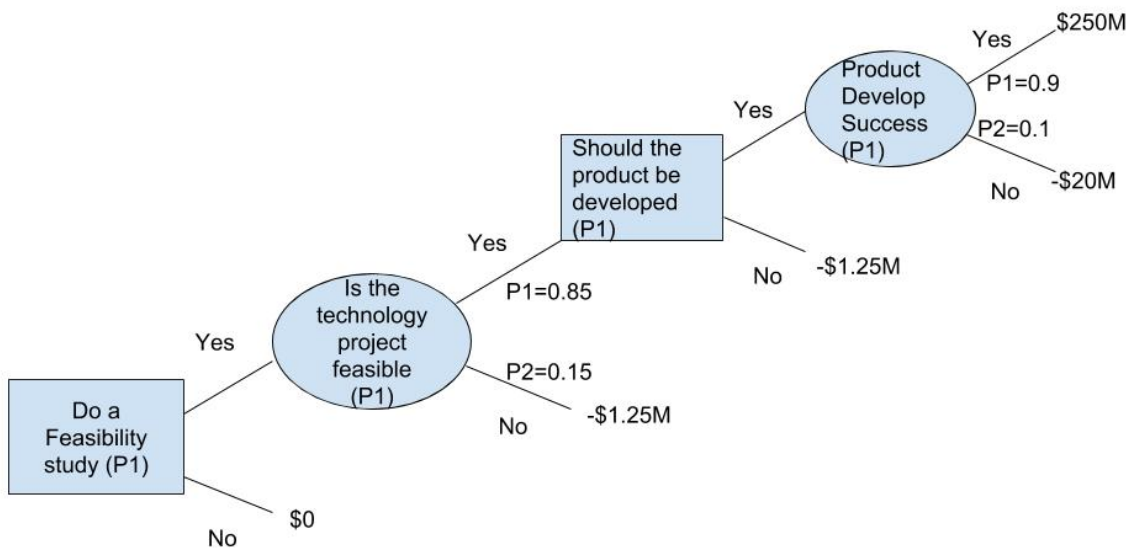 $250M
Yes
Product
Develop
Success
(P1)
P1=0.9
P2=0.1
No
-$20M
Yes
Should the
product be
developed
(P1)
No
-$1.25M
Yes
P1=0.85
Is the
technology
project
feasible
(P1)
P2=0.15
No
-$1.25M
Yes
Do a
Feasibility
study (P1)
No
$0